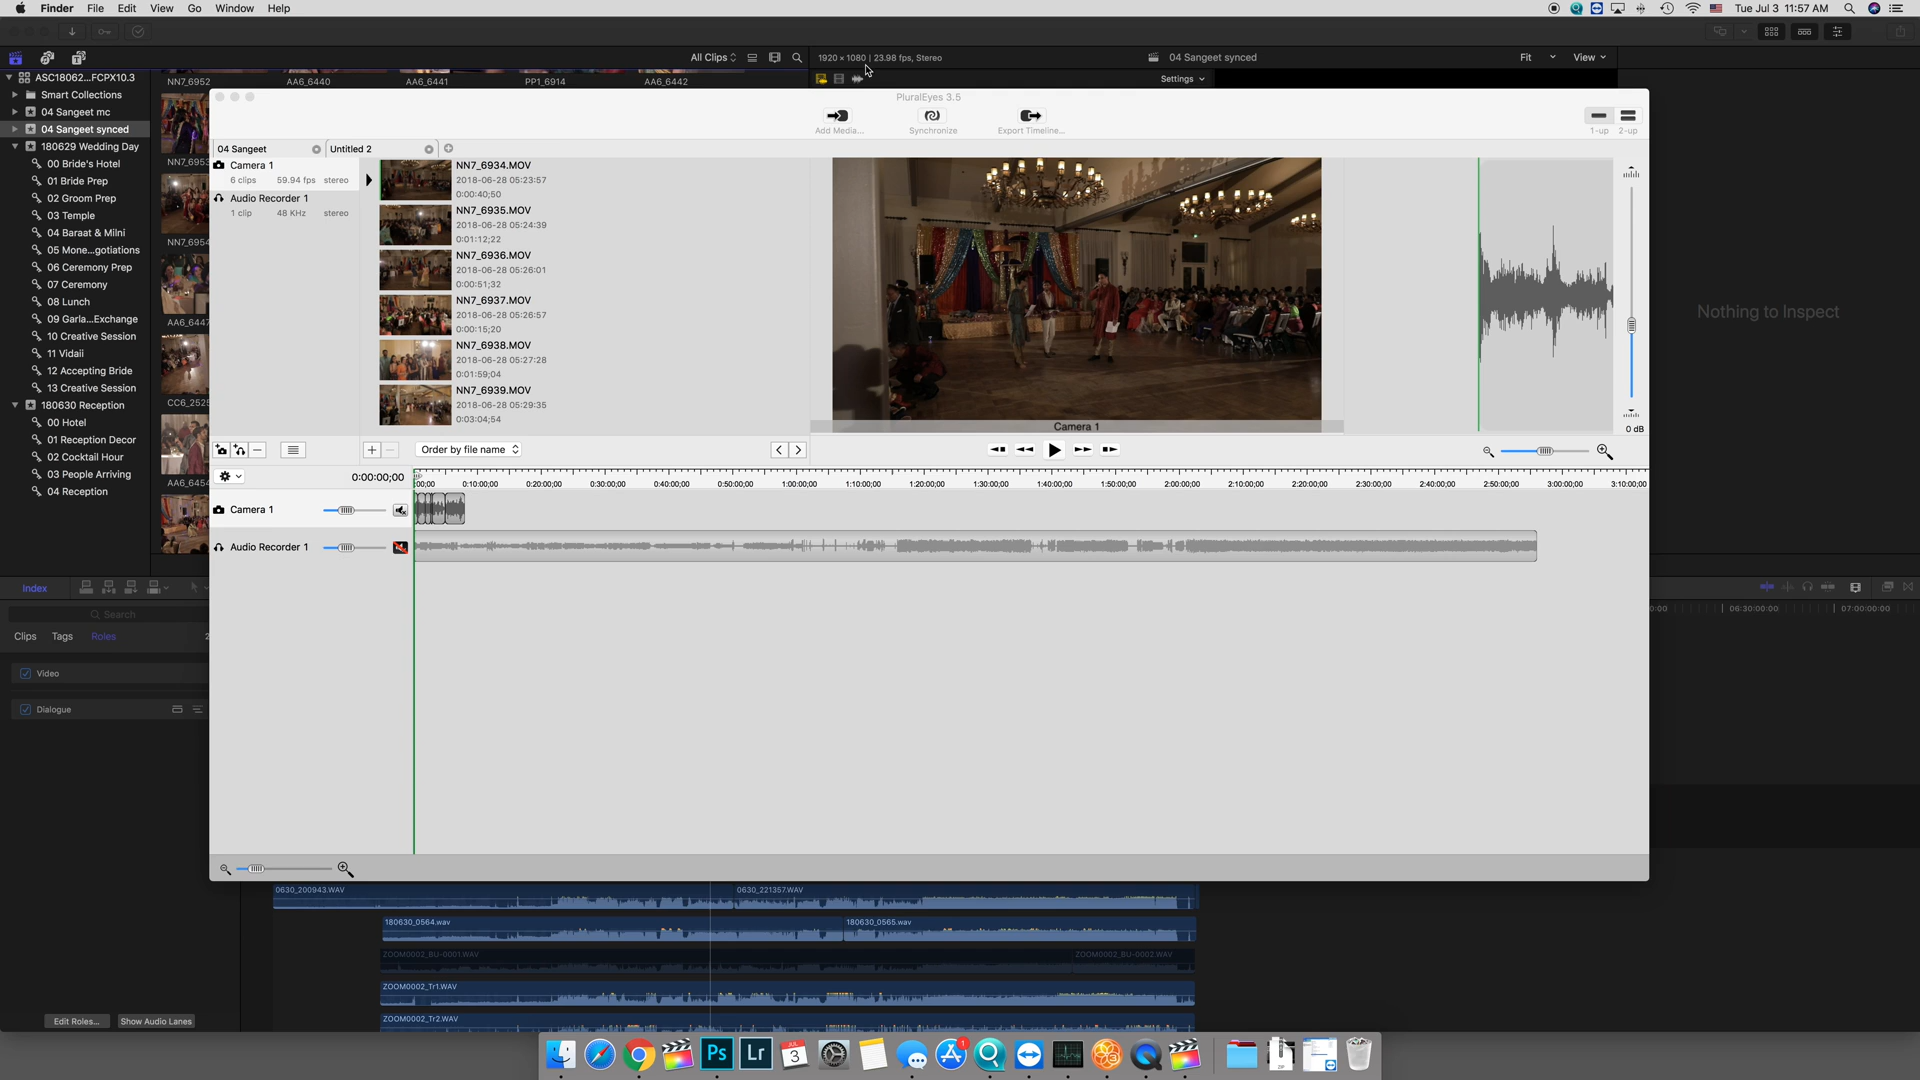 Finder File Edit View Go Window Help
Tue Jul 3 11:57 AM
All Clips
1920 × 1080 | 23.98 fps, Stereo
04 Sangeet synced
Fit
View
Settings
ASC18062...FCPX10.3
Smart Collections
04 Sangeet mc
04 Sangeet synced
180629 Wedding Day
00 Bride's Hotel
01 Bride Prep
02 Groom Prep
03 Temple
04 Baraat & Milni
05 Mone...gotiations
06 Ceremony Prep
07 Ceremony
08 Lunch
09 Garla...Exchange
10 Creative Session
11 Vidaii
12 Accepting Bride
13 Creative Session
180630 Reception
00 Hotel
01 Reception Decor
02 Cocktail Hour
03 People Arriving
04 Reception
NN7_6952
AA6_6440
AA6_6441
PP1_6914
AA6_6442
NN7_6953
NN7_6954
AA6_6447
CC6_2525
AA6_6454
PluralEyes 3.5
Add Media...
Synchronize
Export Timeline...
1-up
2-up
04 Sangeet
Untitled 2
Camera 1
6 clips 59.94 fps stereo
Audio Recorder 1
1 clip 48 KHz stereo
NN7_6934.MOV
2018-06-28 05:23:57
0:00:40;50
NN7_6935.MOV
2018-06-28 05:24:39
0:01:12;22
NN7_6936.MOV
2018-06-28 05:26:01
0:00:51;32
NN7_6937.MOV
2018-06-28 05:26:57
0:00:15;20
NN7_6938.MOV
2018-06-28 05:27:28
0:01:59;04
NN7_6939.MOV
2018-06-28 05:29:35
0:03:04;54
Camera 1
0 dB
Nothing to Inspect
Order by file name
0:00:00;00
:00;00 0:10:00;00 0:20:00;00 0:30:00;00 0:40:00;00 0:50:00;00 1:00:00;00 1:10:00;00 1:20:00;00 1:30:00;00 1:40:00;00 1:50:00;00 2:00:00;00 2:10:00;00 2:20:00;00 2:30:00;00 2:40:00;00 2:50:00;00 3:00:00;00 3:10:00;00
Camera 1
Audio Recorder 1
Index
Search
Clips Tags Roles 2
Video
Dialogue
0:00
06:30:00:00
07:00:00:00
0630_200943.WAV
0630_221357.WAV
180630_0564.wav
180630_0565.wav
ZOOM0002_BU-0001.WAV
ZOOM0002_BU-0002.WAV
ZOOM0002_Tr1.WAV
ZOOM0002_Tr2.WAV
Edit Roles...
Show Audio Lanes
Ps
Lr
JUL
3
1
ZIP